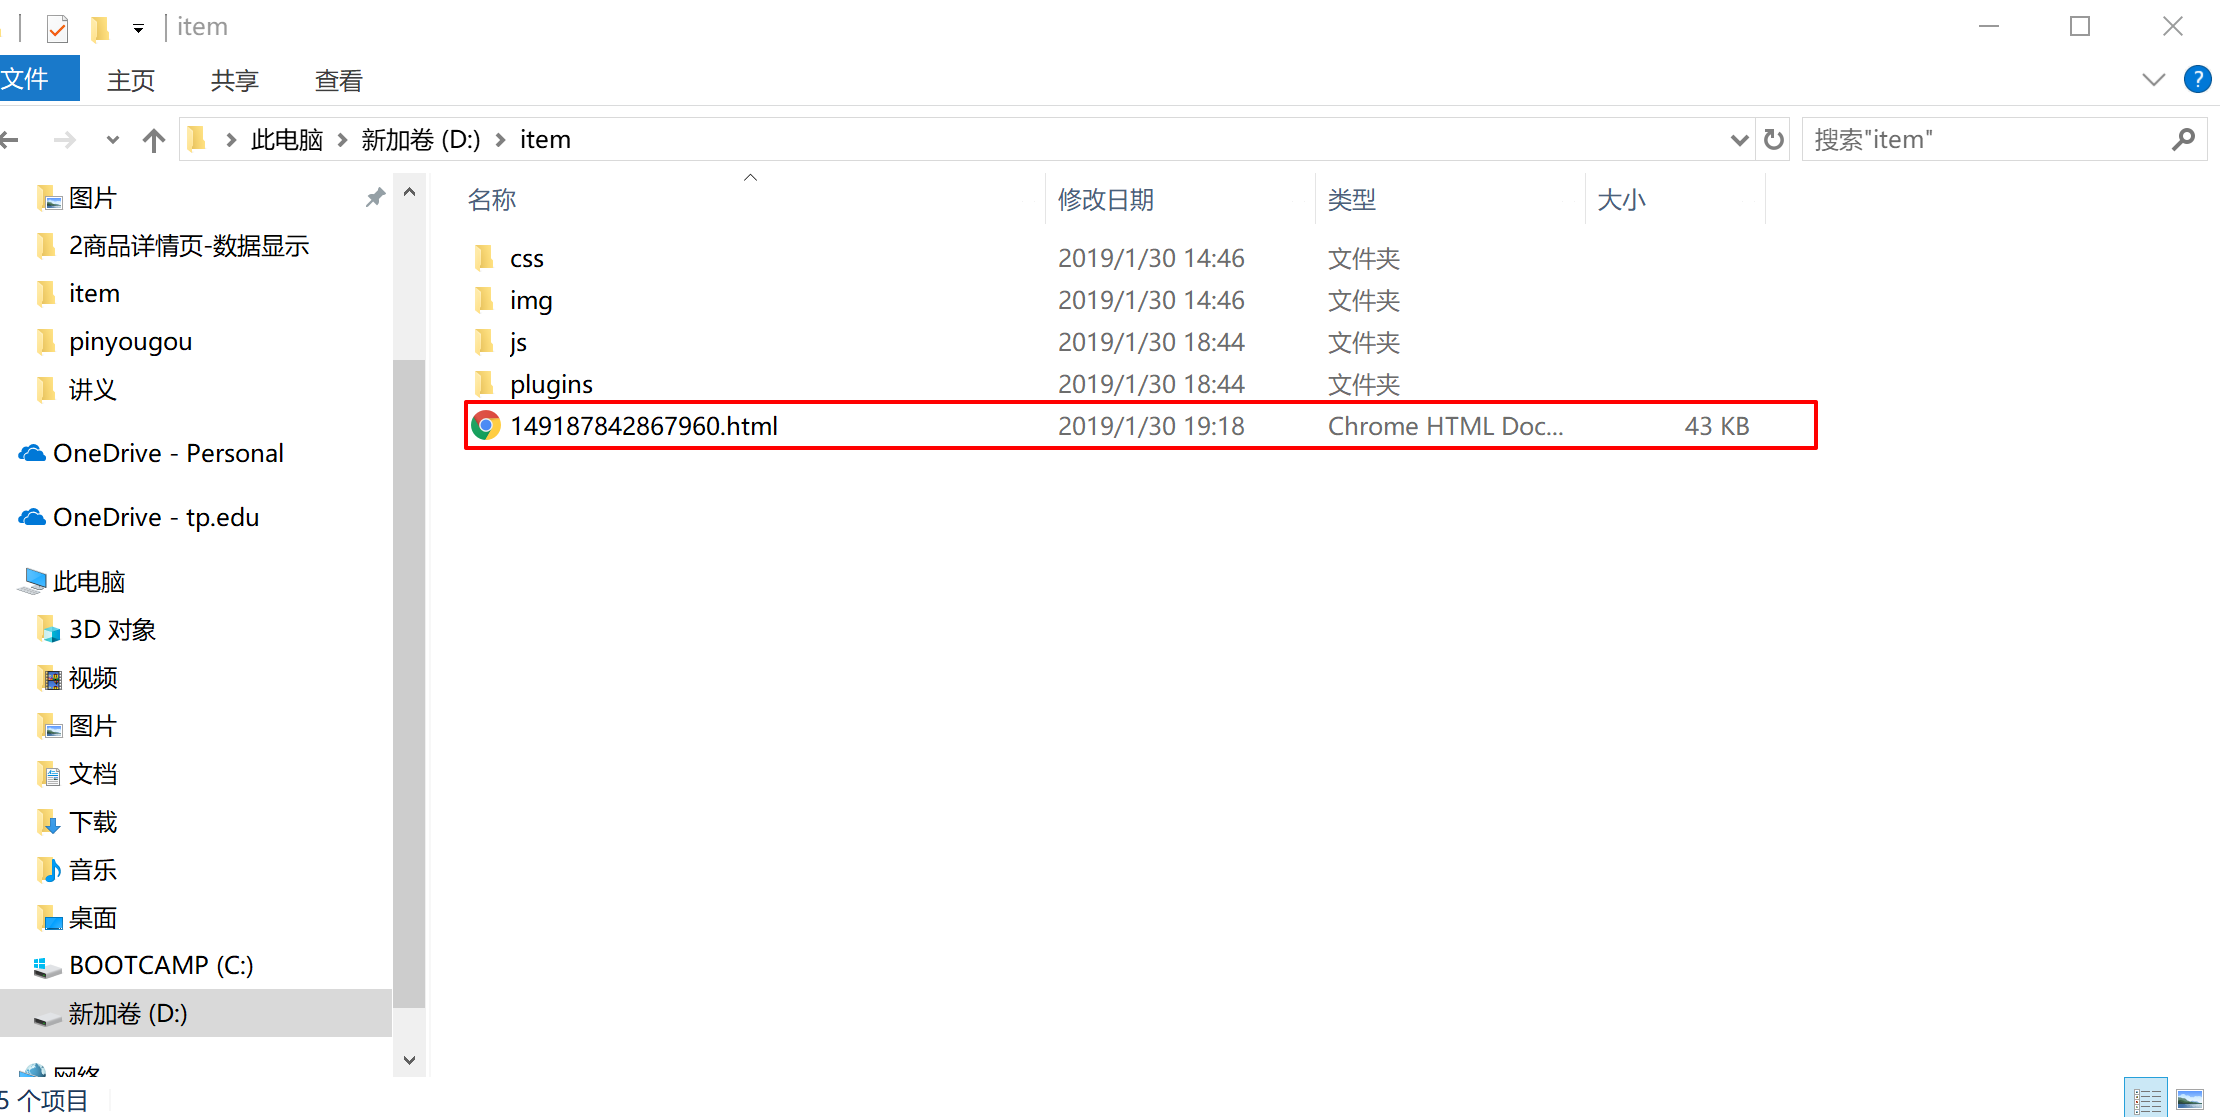 item
文件 主页 共享 查看
此电脑 新加卷 (D:) item 搜索"item"
名称 修改日期 类型 大小
css 2019/1/30 14:46 文件夹
img 2019/1/30 14:46 文件夹
js 2019/1/30 18:44 文件夹
plugins 2019/1/30 18:44 文件夹
149187842867960.html 2019/1/30 19:18 Chrome HTML Doc... 43 KB
图片
2商品详情页-数据显示
item
pinyougou
讲义
OneDrive - Personal
OneDrive - tp.edu
此电脑
3D 对象
视频
图片
文档
下载
音乐
桌面
BOOTCAMP (C:)
新加卷 (D:)
网络
5 个项目